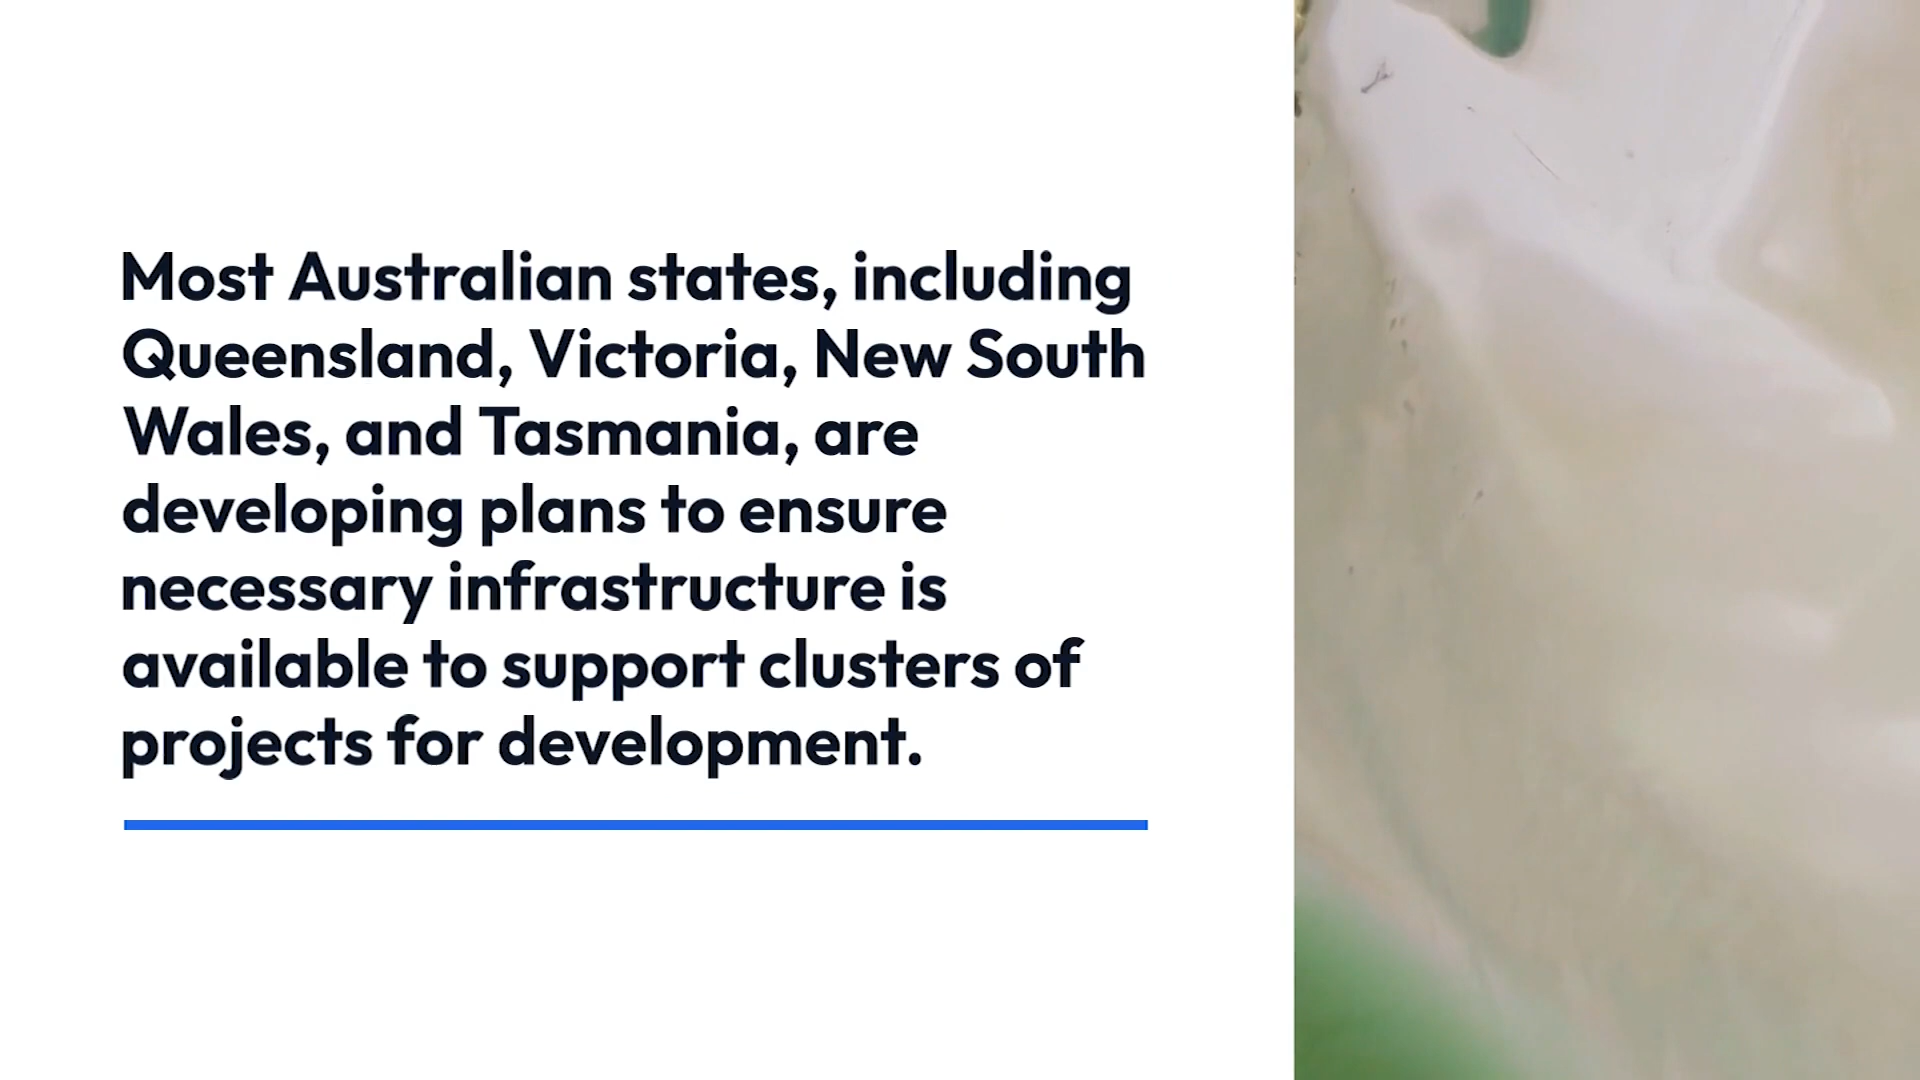 Most Australian states, including
Queensland, Victoria, New South
Wales, and Tasmania, are
developing plans to ensure
necessary infrastructure is
available to support clusters of
projects for development.